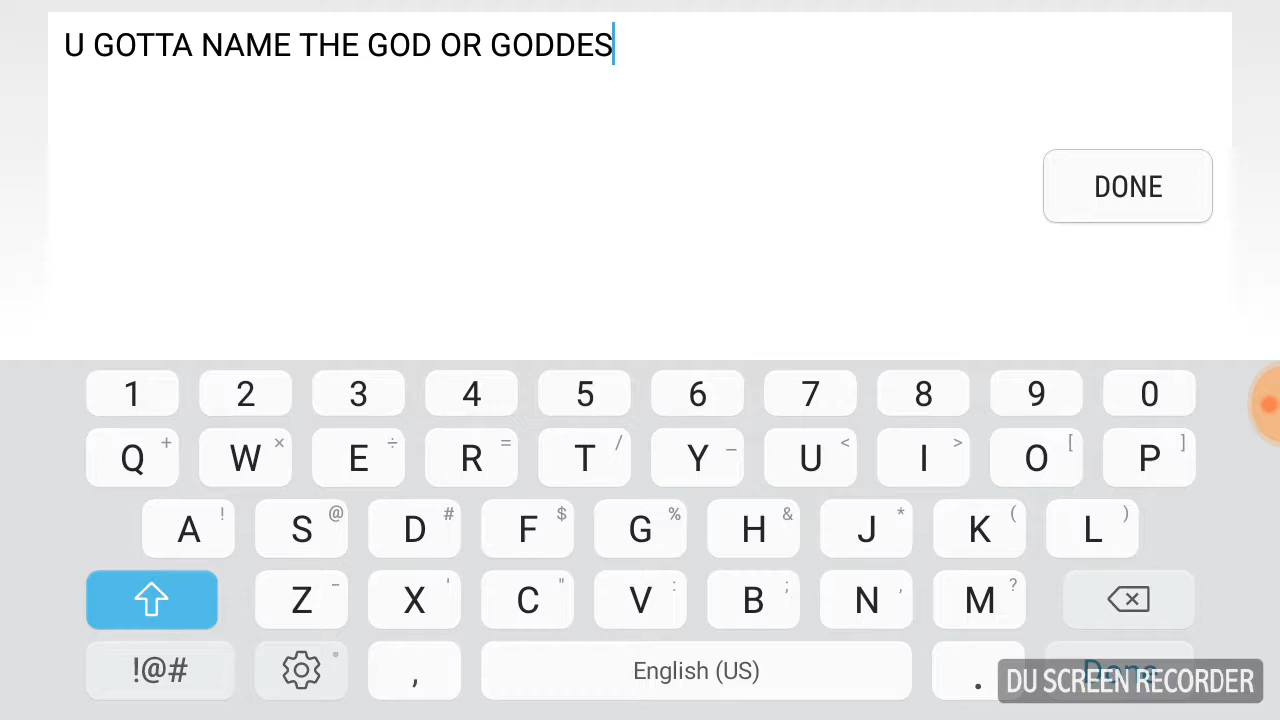 U GOTTA NAME THE GOD OR GODDES
DONE
1 2 3 4 5 6 7 8 9 0
Q + W × E ÷ R = T / Y _ U < I > O [ P ]
A ! S @ D # F $ G % H & J * K ( L )
Z - X ' C " V : B ; N , M ?
!@# , English (US) . Done
DU SCREEN RECORDER